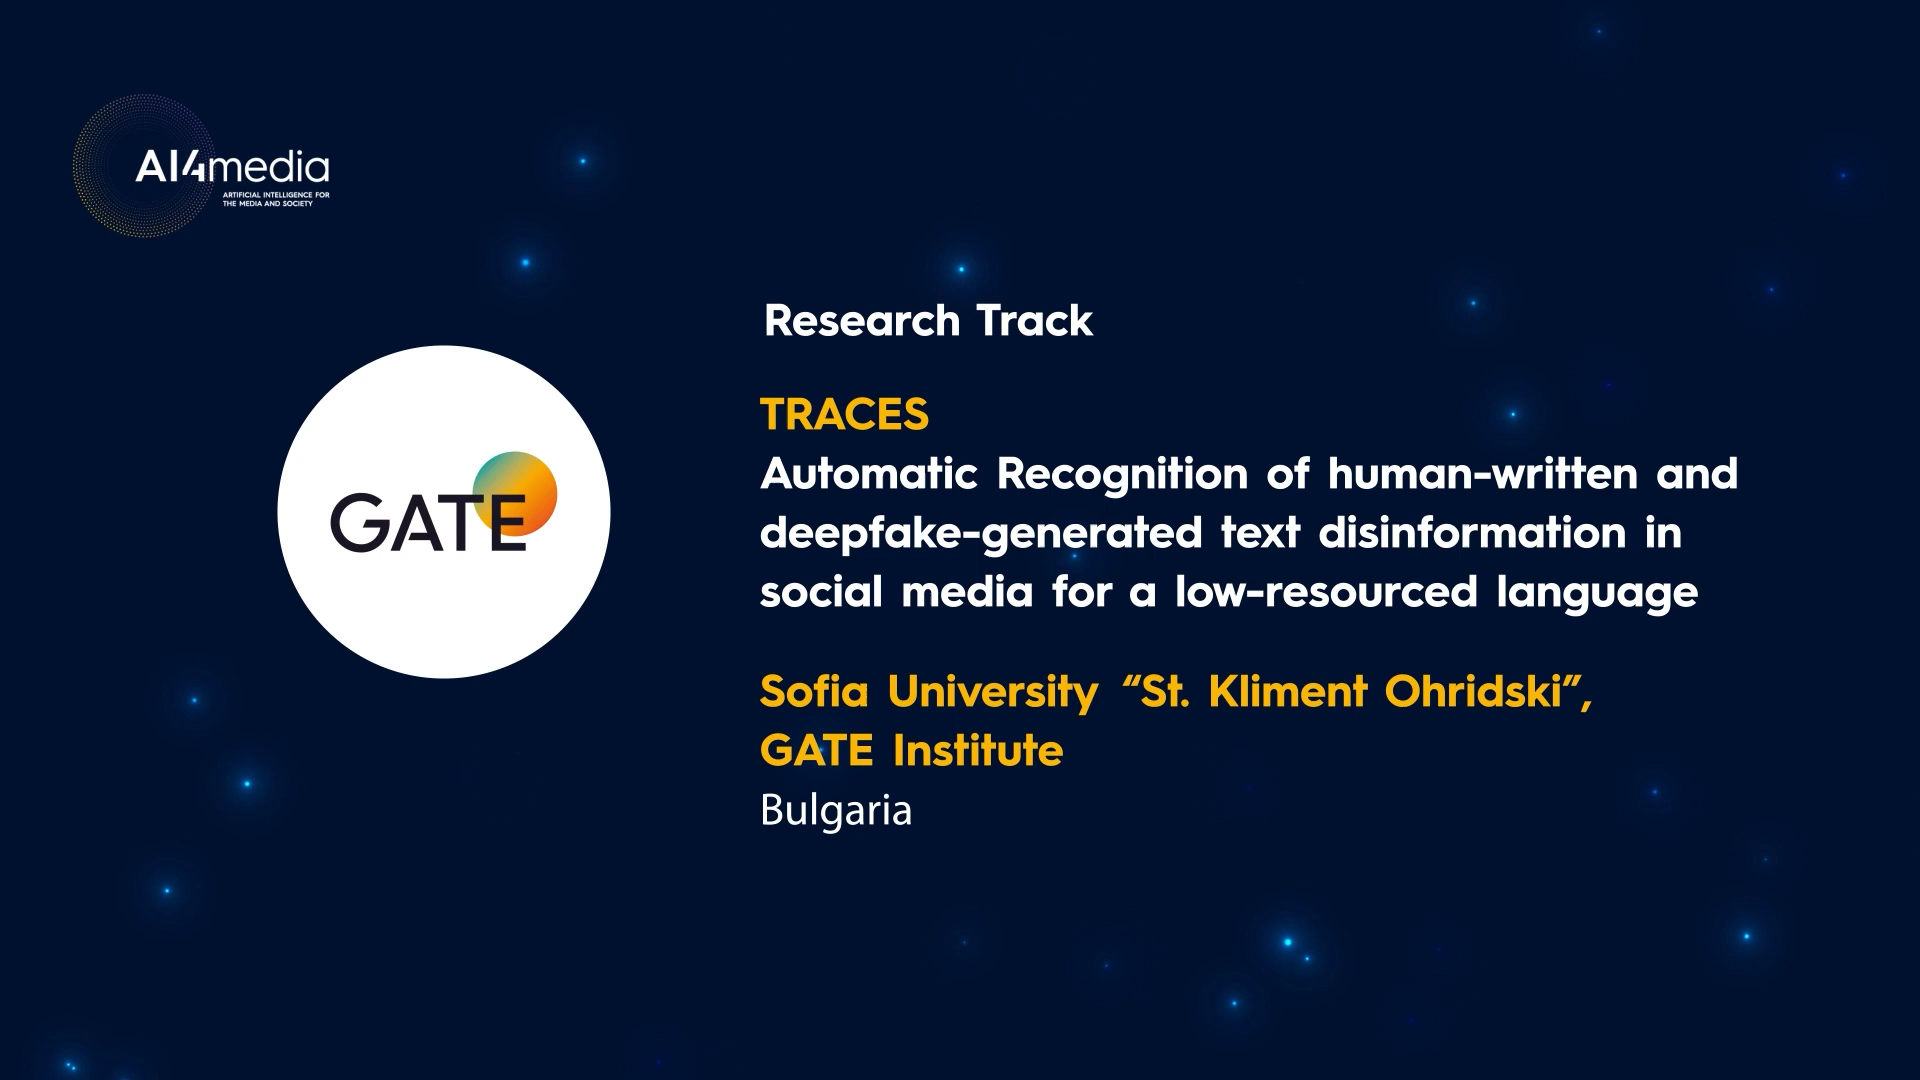 AI4media
ARTIFICIAL INTELLIGENCE FOR
THE MEDIA AND SOCIETY
GATE
Research Track
TRACES
Automatic Recognition of human-written and
deepfake-generated text disinformation in
social media for a low-resourced language
Sofia University “St. Kliment Ohridski”,
GATE Institute
Bulgaria